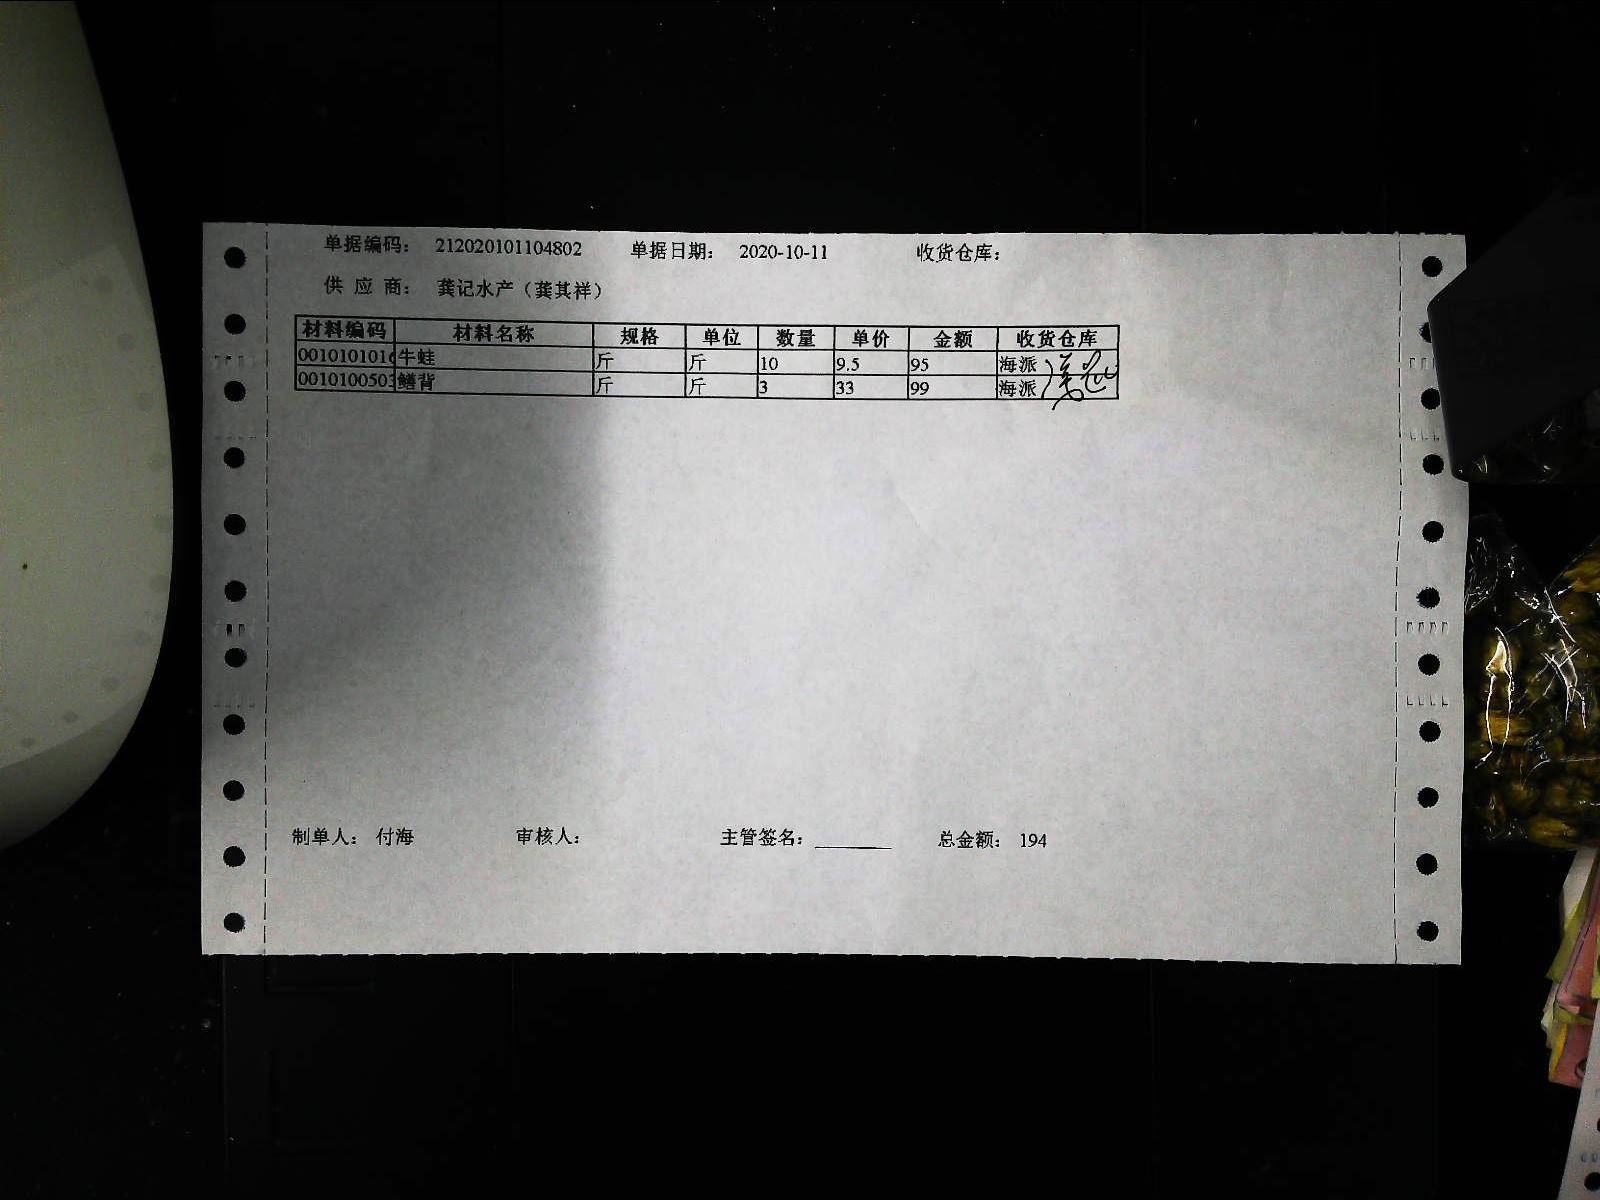 单据编码： 212020101104802 单据日期： 2020-10-11 收货仓库：
供 应 商： 龚记水产（龚其祥）
材料编码 材料名称 规格 单位 数量 单价 金额 收货仓库
0010101016 牛蛙 斤 斤 10 9.5 95 海派
0010100503 鳝背 斤 斤 3 33 99 海派
制单人： 付海 审核人： 主管签名： 总金额： 194